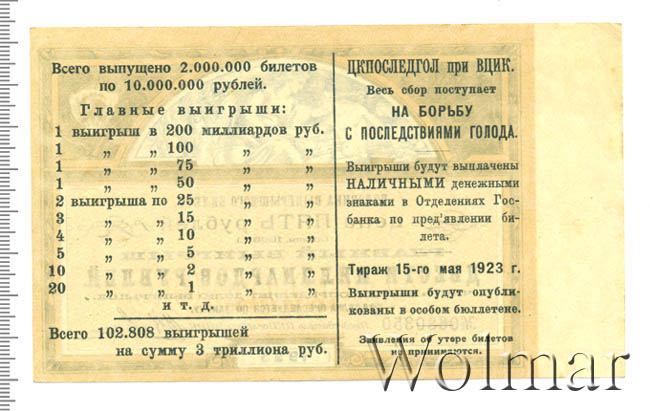 Всего выпущено 2.000.000 билетов
по 10.000.000 рублей.
Главные выигрыши:
1 выигрыш в 200 миллиардов руб.
1 „ „ 100 „ „
1 „ „ 75 „ „
1 „ „ 50 „ „
2 выигрыша по 25 „ „
3 „ „ 15 „ „
4 „ „ 10 „ „
5 „ „ 5 „ „
10 „ „ 2 „ „
20 „ „ 1 „ „
и т. д.
Всего 102.808 выигрышей
на сумму 3 триллиона руб.
ЦКПОСЛЕДГОЛ при ВЦИК.
Весь сбор поступает
НА БОРЬБУ
С ПОСЛЕДСТВИЯМИ ГОЛОДА.
Выигрыши будут выплачены
НАЛИЧНЫМИ денежными
знаками в Отделениях Гос-
банка по пред'явлении би-
лета.
Тираж 15-го мая 1923 г.
Выигрыши будут опубли-
кованы в особом бюллетене.
Заявления об утере билетов
не принимаются.
Wolmar